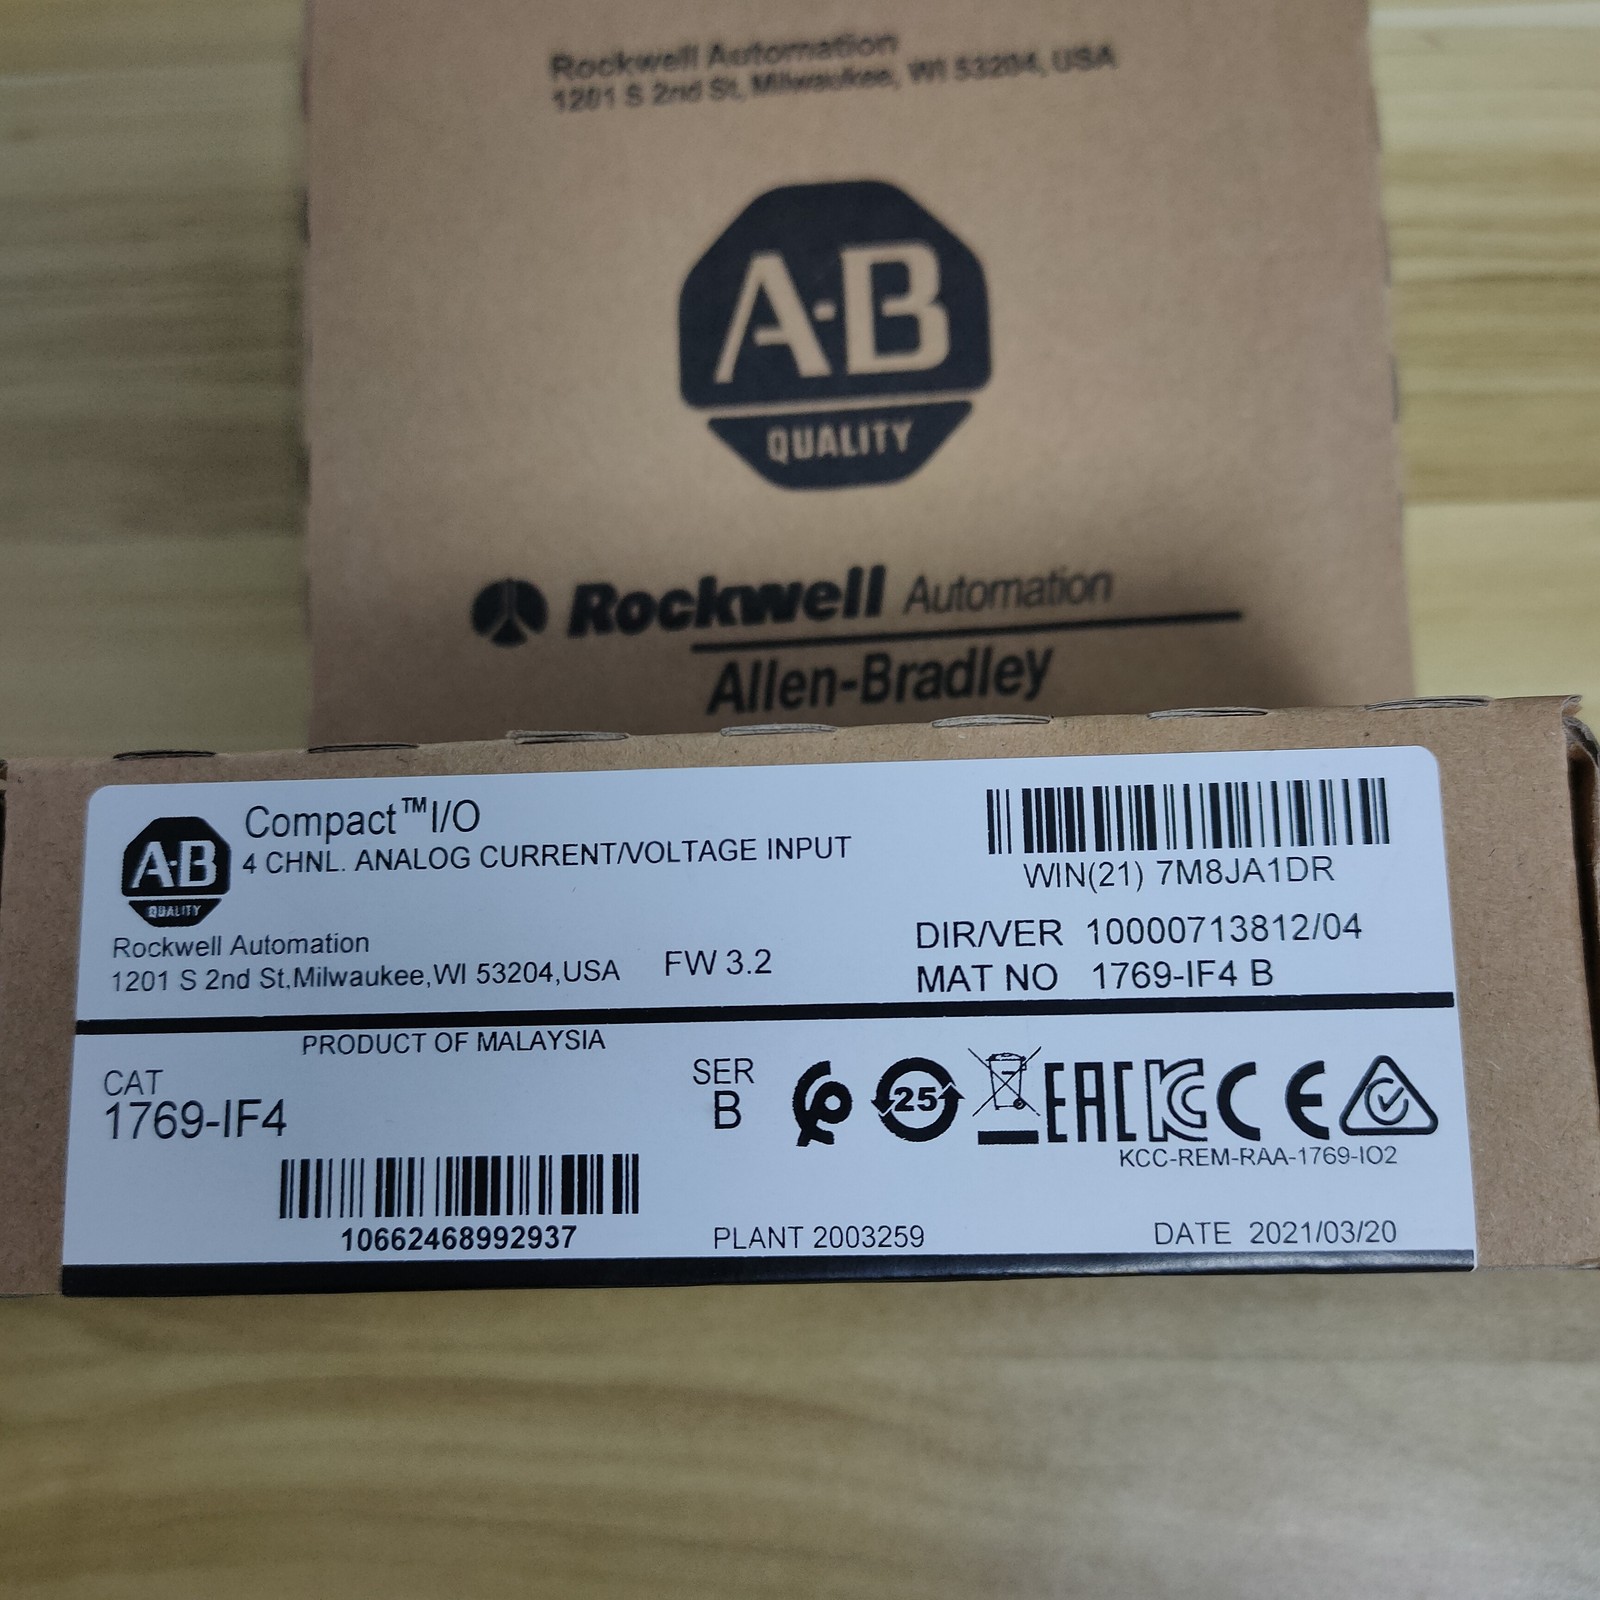 Rockwell Automation
1201 S 2nd St, Milwaukee, WI 53204, USA
A-B
QUALITY
Rockwell Automation
Allen-Bradley
A-B
QUALITY
Compact™I/O
4 CHNL. ANALOG CURRENT/VOLTAGE INPUT
Rockwell Automation
1201 S 2nd St,Milwaukee,WI 53204,USA
FW 3.2
WIN(21) 7M8JA1DR
DIR/VER 10000713812/04
MAT NO 1769-IF4 B
PRODUCT OF MALAYSIA
CAT
1769-IF4
SER
B
25
EAC
KC
CE
KCC-REM-RAA-1769-IO2
10662468992937
PLANT 2003259
DATE 2021/03/20